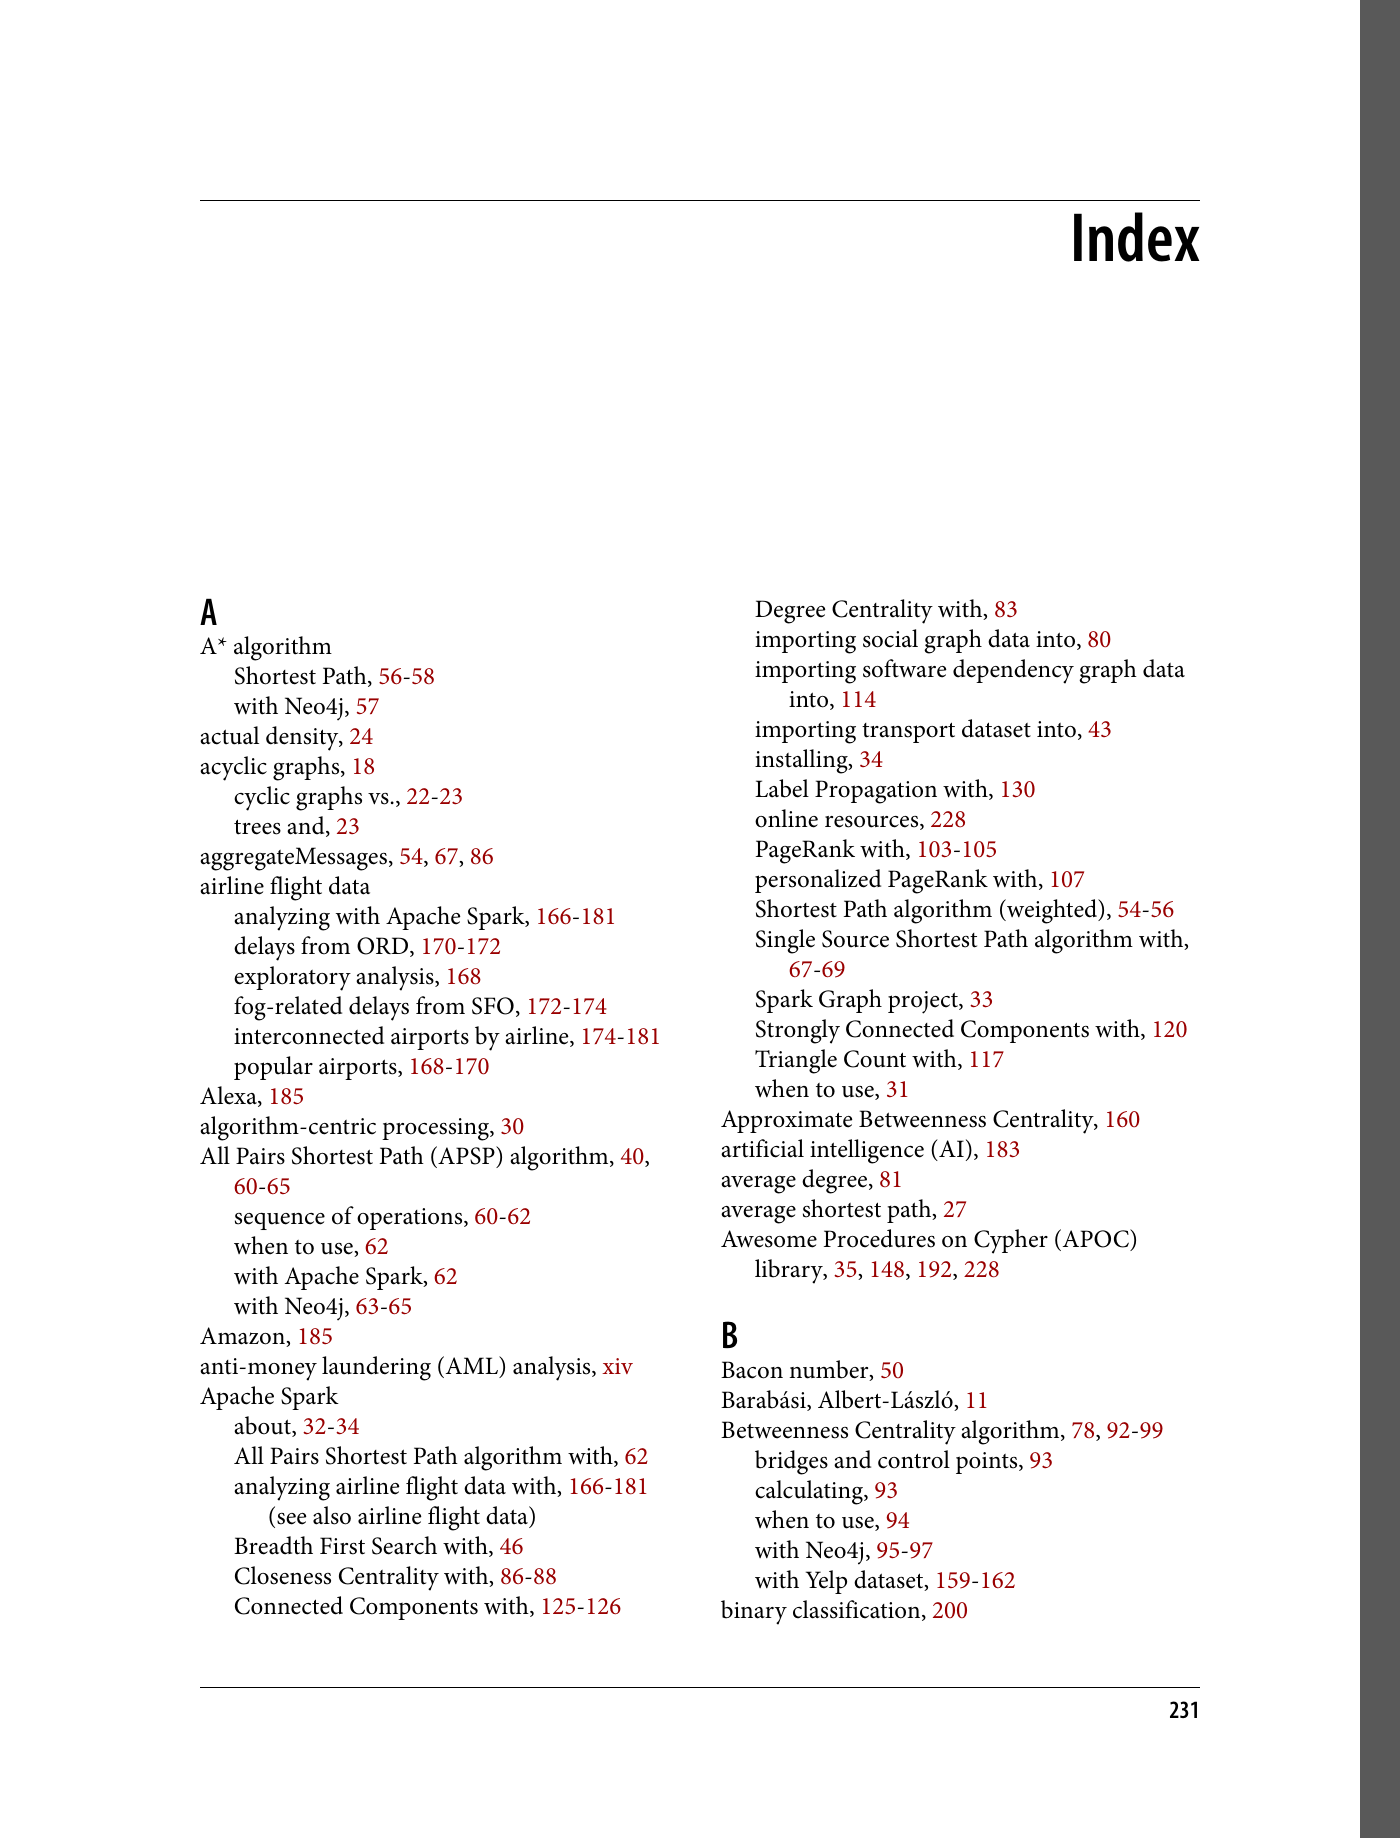 Index
A
A* algorithm
Shortest Path, 56-58
with Neo4j, 57
actual density, 24
acyclic graphs, 18
cyclic graphs vs., 22-23
trees and, 23
aggregateMessages, 54, 67, 86
airline flight data
analyzing with Apache Spark, 166-181
delays from ORD, 170-172
exploratory analysis, 168
fog-related delays from SFO, 172-174
interconnected airports by airline, 174-181
popular airports, 168-170
Alexa, 185
algorithm-centric processing, 30
All Pairs Shortest Path (APSP) algorithm, 40,
60-65
sequence of operations, 60-62
when to use, 62
with Apache Spark, 62
with Neo4j, 63-65
Amazon, 185
anti-money laundering (AML) analysis, xiv
Apache Spark
about, 32-34
All Pairs Shortest Path algorithm with, 62
analyzing airline flight data with, 166-181
(see also airline flight data)
Breadth First Search with, 46
Closeness Centrality with, 86-88
Connected Components with, 125-126
Degree Centrality with, 83
importing social graph data into, 80
importing software dependency graph data
into, 114
importing transport dataset into, 43
installing, 34
Label Propagation with, 130
online resources, 228
PageRank with, 103-105
personalized PageRank with, 107
Shortest Path algorithm (weighted), 54-56
Single Source Shortest Path algorithm with,
67-69
Spark Graph project, 33
Strongly Connected Components with, 120
Triangle Count with, 117
when to use, 31
Approximate Betweenness Centrality, 160
artificial intelligence (AI), 183
average degree, 81
average shortest path, 27
Awesome Procedures on Cypher (APOC)
library, 35, 148, 192, 228
B
Bacon number, 50
Barabási, Albert-László, 11
Betweenness Centrality algorithm, 78, 92-99
bridges and control points, 93
calculating, 93
when to use, 94
with Neo4j, 95-97
with Yelp dataset, 159-162
binary classification, 200
231